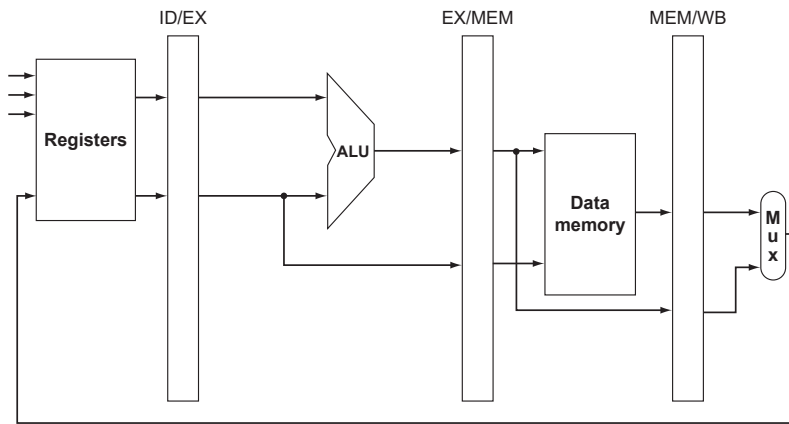 ID/EX
EX/MEM
MEM/WB
Registers
ALU
Data
memory
M
u
x